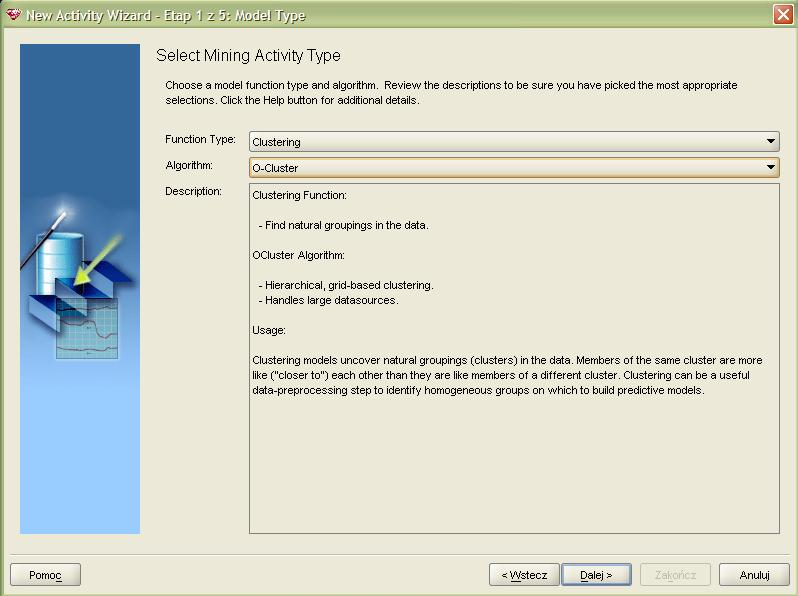 New Activity Wizard - Etap 1 z 5: Model Type
Select Mining Activity Type
Choose a model function type and algorithm. Review the descriptions to be sure you have picked the most appropriate
selections. Click the Help button for additional details.
Function Type: Clustering
Algorithm: O-Cluster
Description:
Clustering Function:
- Find natural groupings in the data.
OCluster Algorithm:
- Hierarchical, grid-based clustering.
- Handles large datasources.
Usage:
Clustering models uncover natural groupings (clusters) in the data. Members of the same cluster are more
like ("closer to") each other than they are like members of a different cluster. Clustering can be a useful
data-preprocessing step to identify homogeneous groups on which to build predictive models.
Pomoc < Wstecz Dalej > Zakończ Anuluj